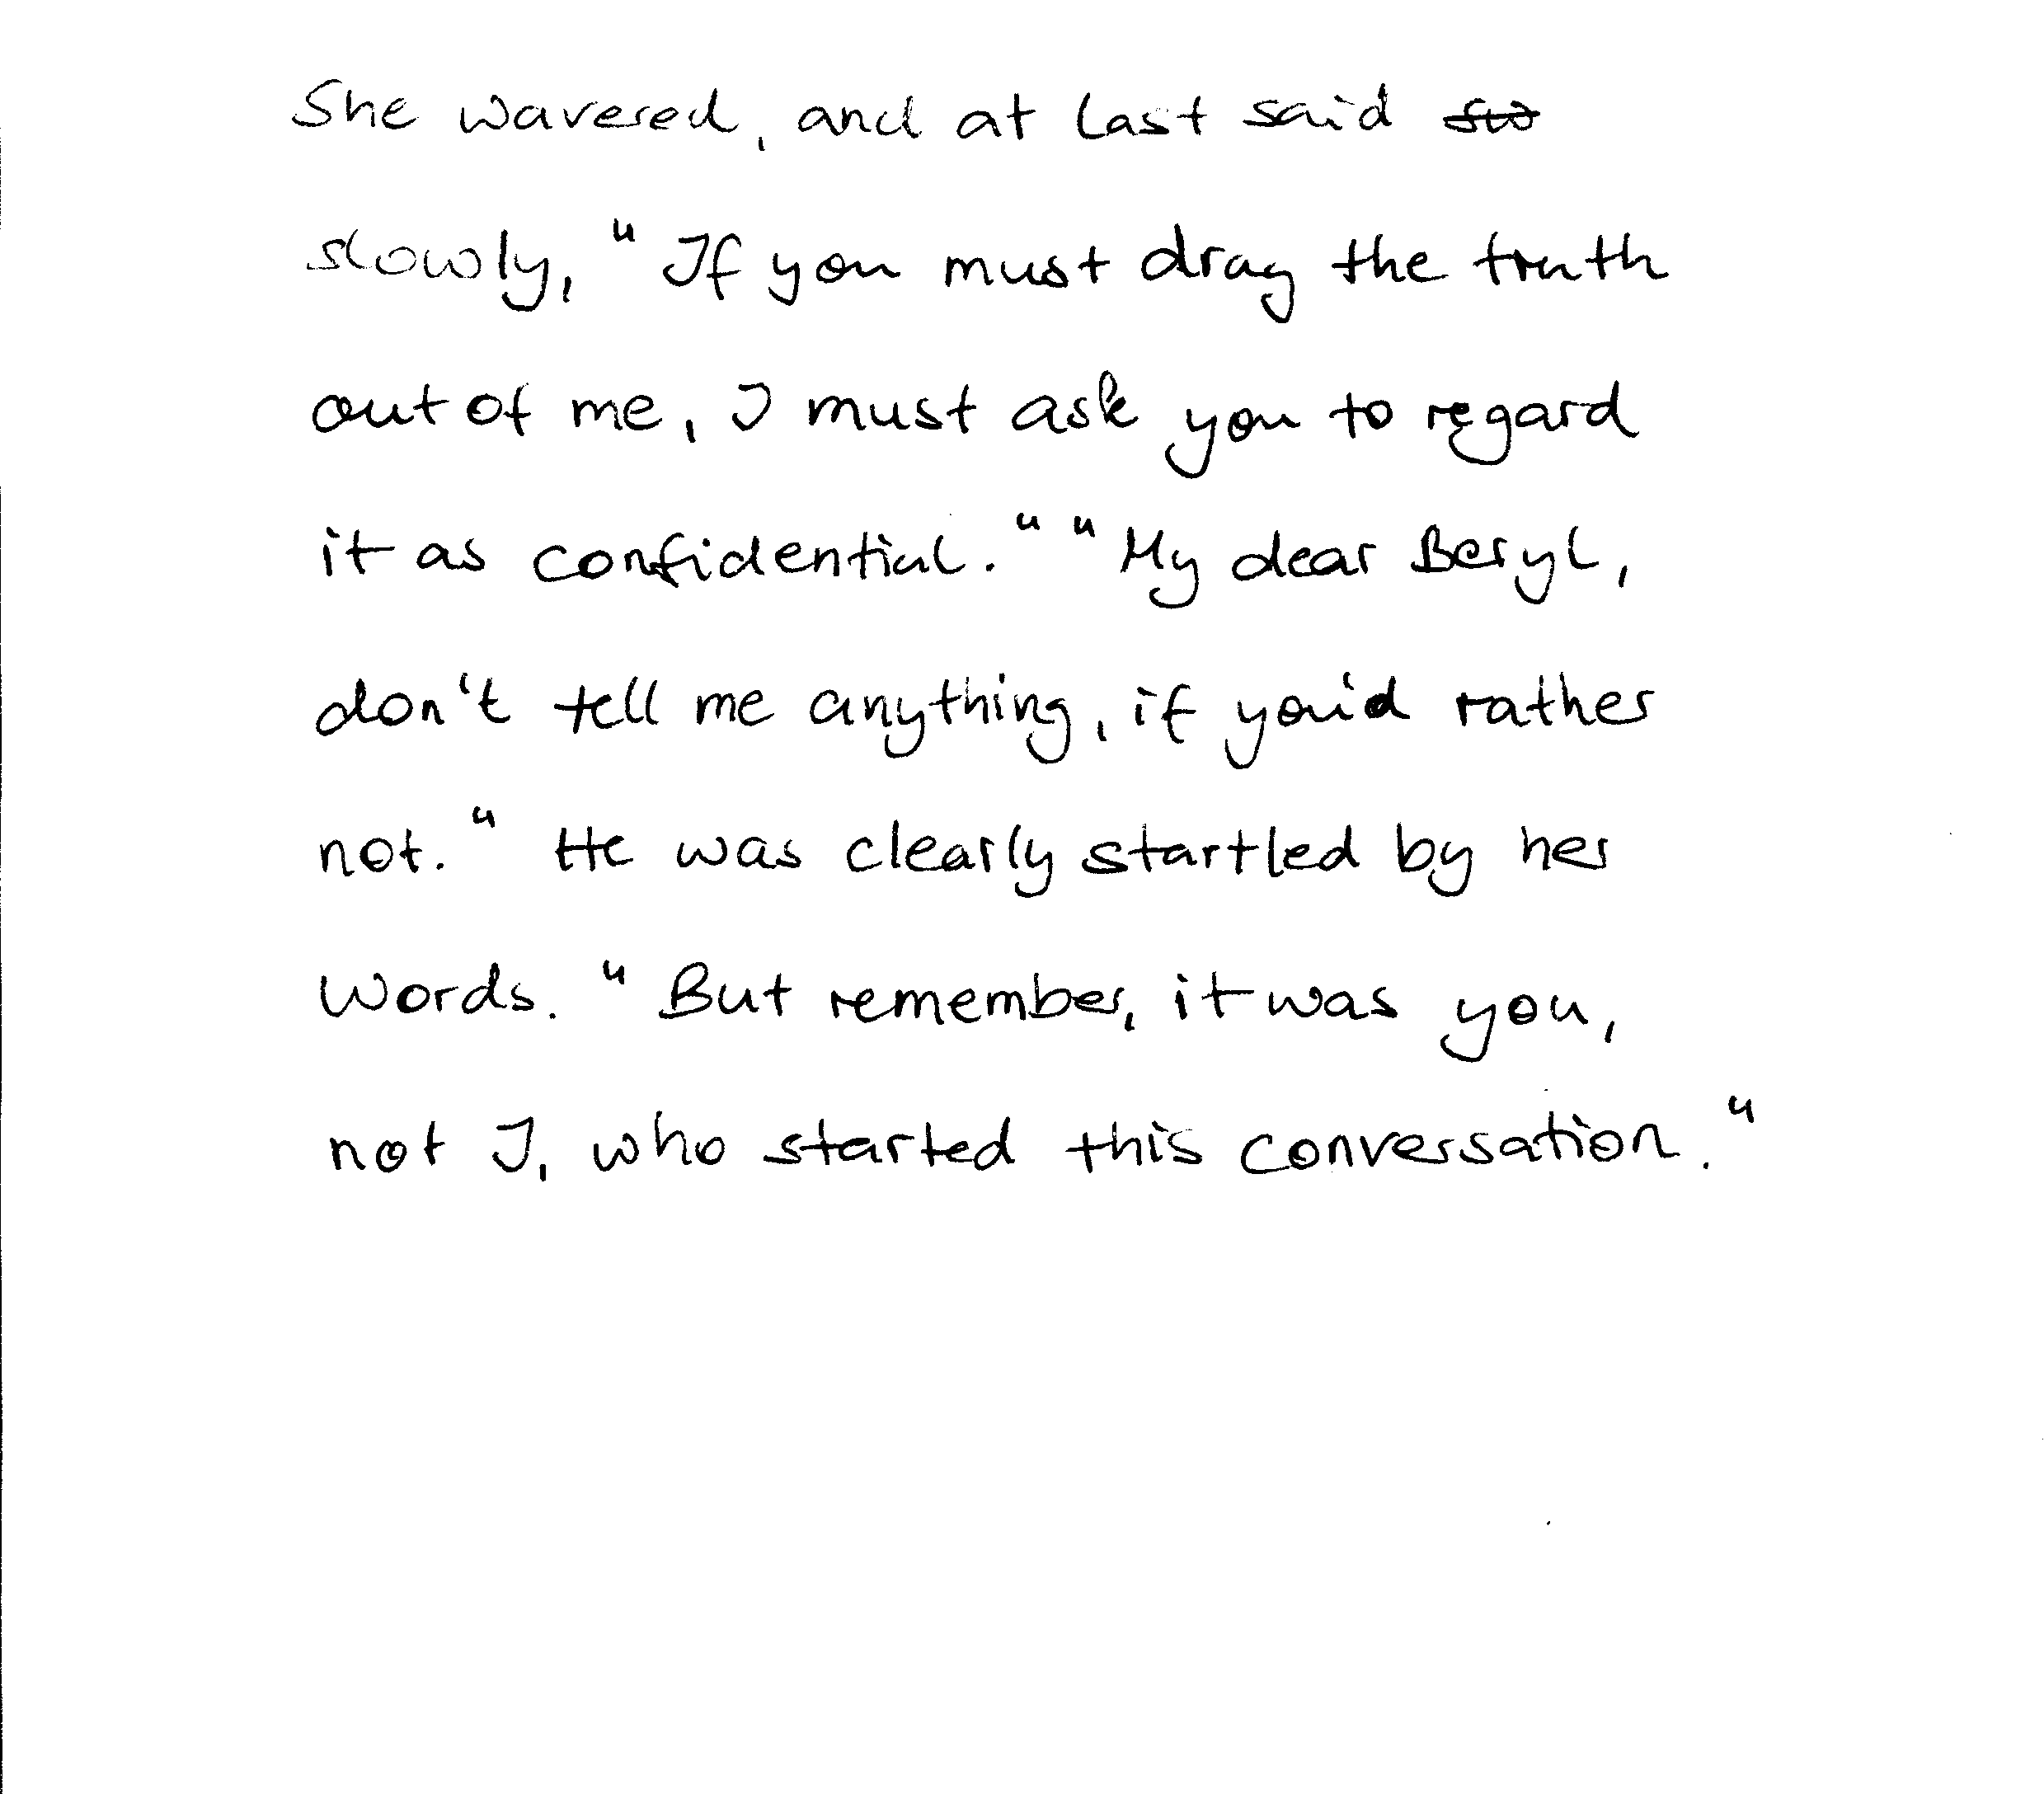 She wavered, and at last said
slowly, "If you must drag the truth
out of me, I must ask you to regard
it as confidential." "My dear Beryl,
don't tell me anything, if you'd rather
not." He was clearly startled by her
words. "But remember, it was you,
not I, who started this conversation."